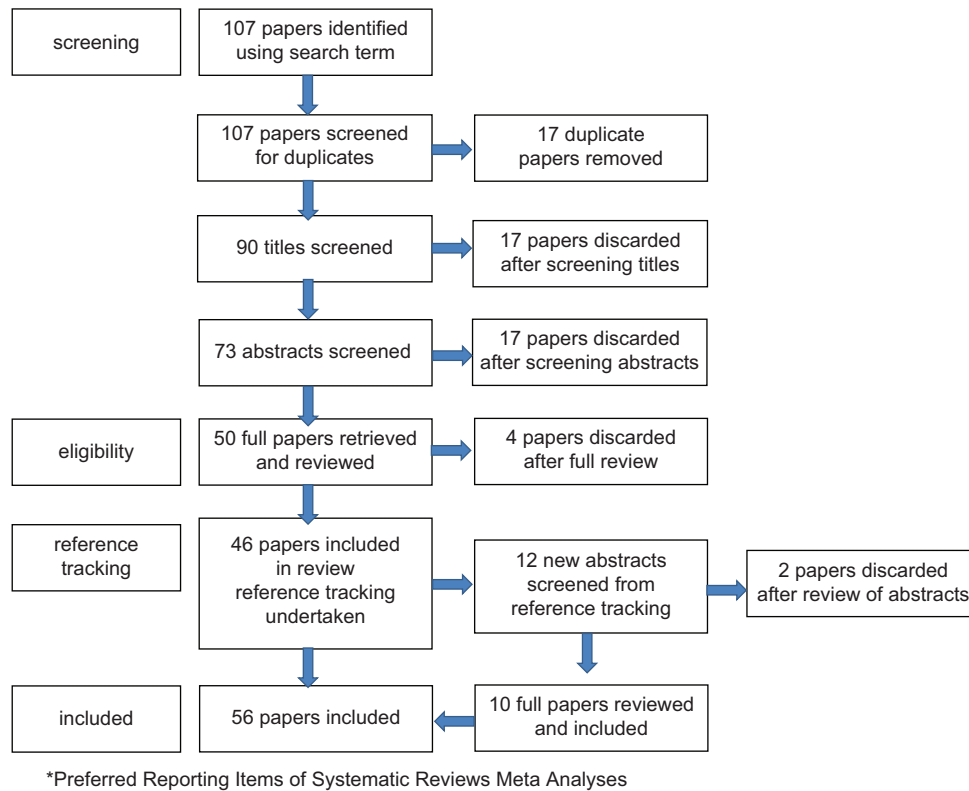 screening
107 papers identified
using search term
107 papers screened
for duplicates
17 duplicate
papers removed
90 titles screened
17 papers discarded
after screening titles
73 abstracts screened
17 papers discarded
after screening abstracts
eligibility
50 full papers retrieved
and reviewed
4 papers discarded
after full review
reference
tracking
46 papers included
in review
reference tracking
undertaken
12 new abstracts
screened from
reference tracking
2 papers discarded
after review of abstracts
included
56 papers included
10 full papers reviewed
and included
*Preferred Reporting Items of Systematic Reviews Meta Analyses